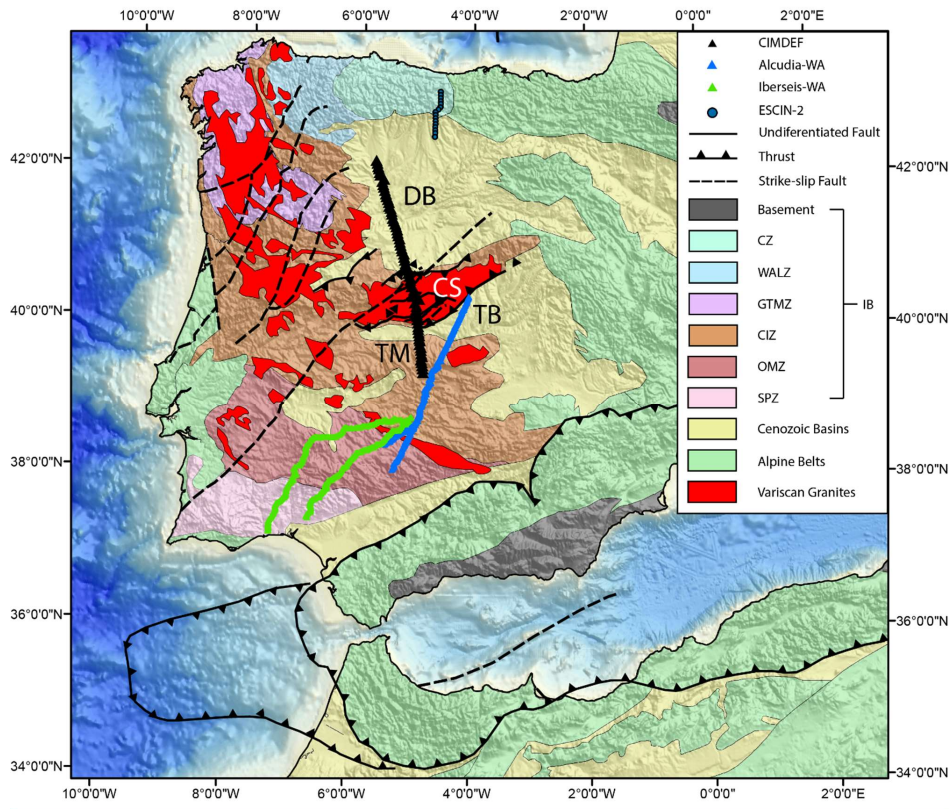 10°0'0"W 8°0'0"W 6°0'0"W 4°0'0"W 2°0'0"W 0°0'0" 2°0'0"E
CIMDEF
Alcudia-WA
Iberseis-WA
ESCIN-2
Undiferentiated Fault
Thrust
Strike-slip Fault
Basement
CZ
WALZ
GTMZ
CIZ
OMZ
SPZ
IB
Cenozoic Basins
Alpine Belts
Variscan Granites
42°0'0"N 42°0'0"N
DB
CS
40°0'0"N TB 40°0'0"N
TM
38°0'0"N 38°0'0"N
36°0'0"N 36°0'0"N
34°0'0"N 34°0'0"N
10°0'0"W 8°0'0"W 6°0'0"W 4°0'0"W 2°0'0"W 0°0'0" 2°0'0"E